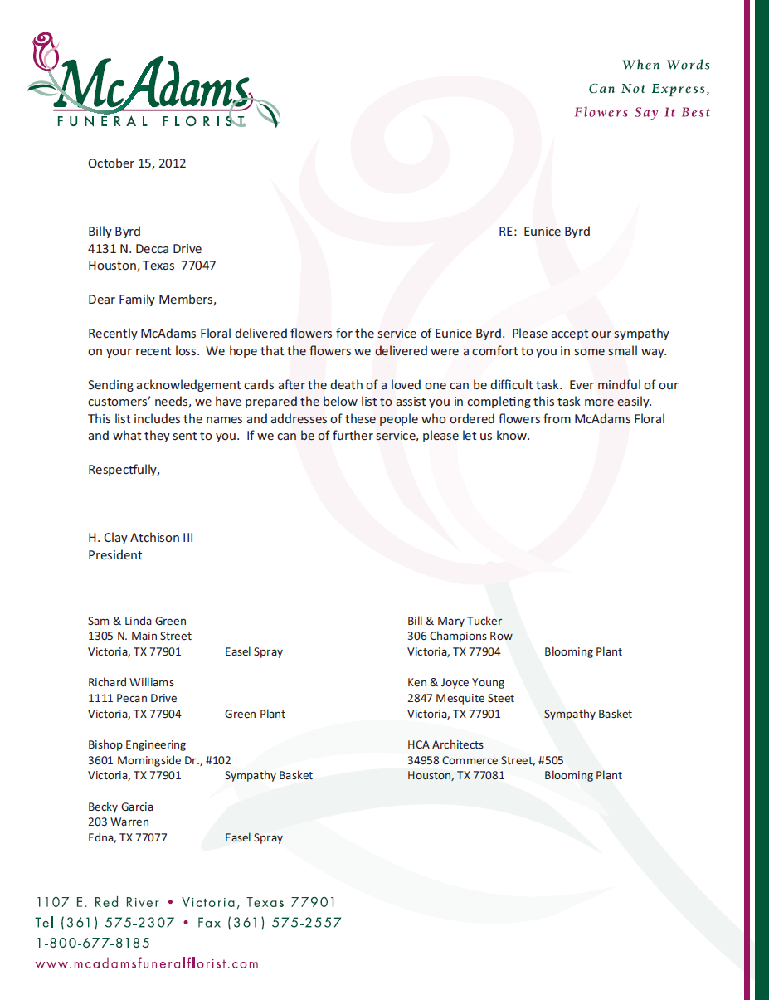 McAdams
FUNERAL FLORIST
When Words
Can Not Express,
Flowers Say It Best
October 15, 2012
Billy Byrd
RE: Eunice Byrd
4131 N. Decca Drive
Houston, Texas 77047
Dear Family Members,
Recently McAdams Floral delivered flowers for the service of Eunice Byrd. Please accept our sympathy
on your recent loss. We hope that the flowers we delivered were a comfort to you in some small way.
Sending acknowledgement cards after the death of a loved one can be difficult task. Ever mindful of our
customers' needs, we have prepared the below list to assist you in completing this task more easily.
This list includes the names and addresses of these people who ordered flowers from McAdams Floral
and what they sent to you. If we can be of further service, please let us know.
Respectfully,
H. Clay Atchison III
President
Sam & Linda Green
1305 N. Main Street
Victoria, TX 77901 Easel Spray
Bill & Mary Tucker
306 Champions Row
Victoria, TX 77904 Blooming Plant
Richard Williams
1111 Pecan Drive
Victoria, TX 77904 Green Plant
Ken & Joyce Young
2847 Mesquite Steet
Victoria, TX 77901 Sympathy Basket
Bishop Engineering
3601 Morningside Dr., #102
Victoria, TX 77901 Sympathy Basket
HCA Architects
34958 Commerce Street, #505
Houston, TX 77081 Blooming Plant
Becky Garcia
203 Warren
Edna, TX 77077 Easel Spray
1107 E. Red River • Victoria, Texas 77901
Tel (361) 575-2307 • Fax (361) 575-2557
1-800-677-8185
www.mcadamsfuneralflorist.com